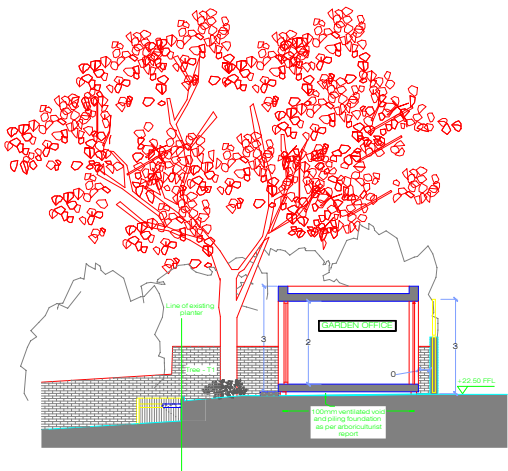 Line of existing
planter
GARDEN OFFICE
3
2
3
0
Tree - T1
+22.50 FFL
100mm ventilated void
and piling foundation
as per arboriculturist
report